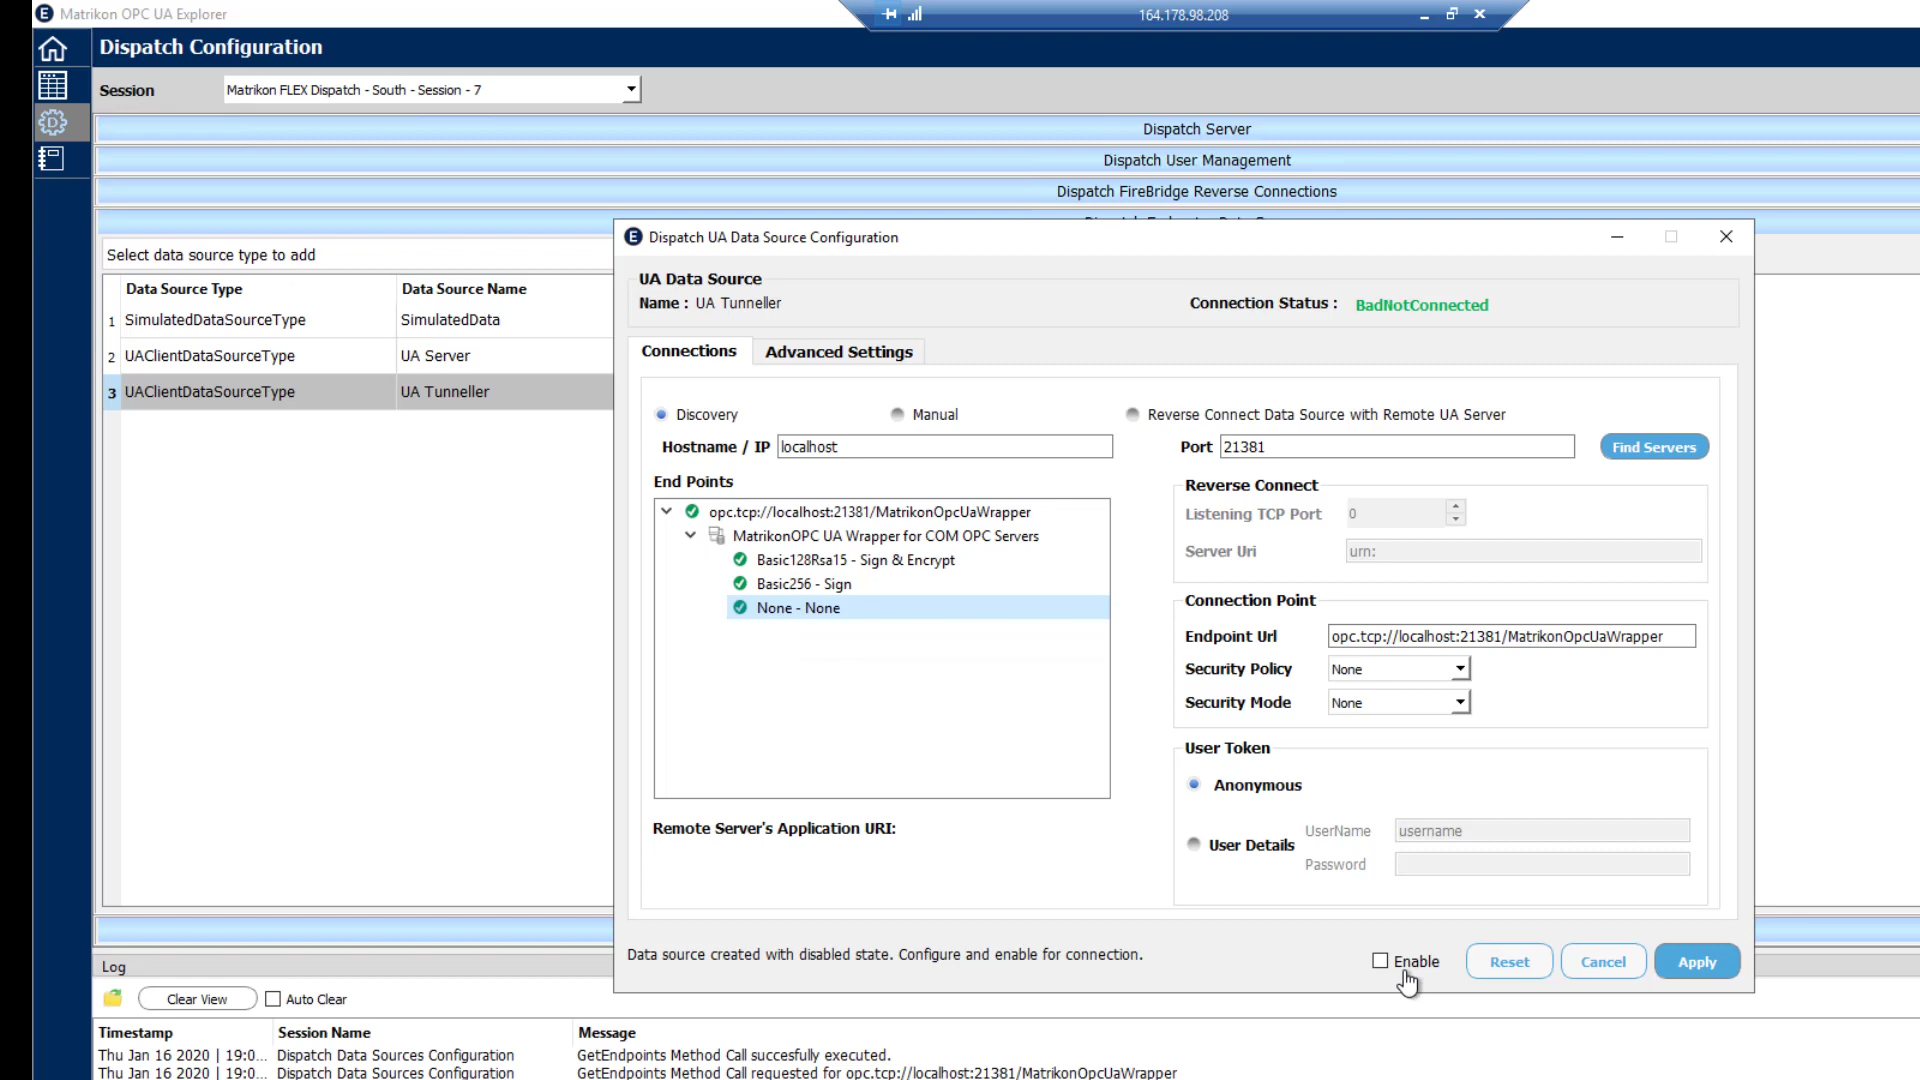 Matrikon OPC UA Explorer
164.178.98.208
Dispatch Configuration
Session
Matrikon FLEX Dispatch - South - Session - 7
Dispatch Server
Dispatch User Management
Dispatch FireBridge Reverse Connections
Select data source type to add
Data Source Type
Data Source Name
1 SimulatedDataSourceType SimulatedData
2 UAClientDataSourceType UA Server
3 UAClientDataSourceType UA Tunneller
Dispatch UA Data Source Configuration
UA Data Source
Name : UA Tunneller
Connection Status : BadNotConnected
Connections
Advanced Settings
Discovery
Manual
Reverse Connect Data Source with Remote UA Server
Hostname / IP localhost
Port 21381
Find Servers
End Points
opc.tcp://localhost:21381/MatrikonOpcUaWrapper
MatrikonOPC UA Wrapper for COM OPC Servers
Basic128Rsa15 - Sign & Encrypt
Basic256 - Sign
None - None
Remote Server's Application URI:
Reverse Connect
Listening TCP Port 0
Server Uri urn:
Connection Point
Endpoint Url opc.tcp://localhost:21381/MatrikonOpcUaWrapper
Security Policy None
Security Mode None
User Token
Anonymous
User Details
UserName username
Password
Data source created with disabled state. Configure and enable for connection.
Enable
Reset
Cancel
Apply
Log
Clear View
Auto Clear
Timestamp Session Name Message
Thu Jan 16 2020 | 19:0... Dispatch Data Sources Configuration GetEndpoints Method Call succesfully executed.
Thu Jan 16 2020 | 19:0... Dispatch Data Sources Configuration GetEndpoints Method Call requested for opc.tcp://localhost:21381/MatrikonOpcUaWrapper